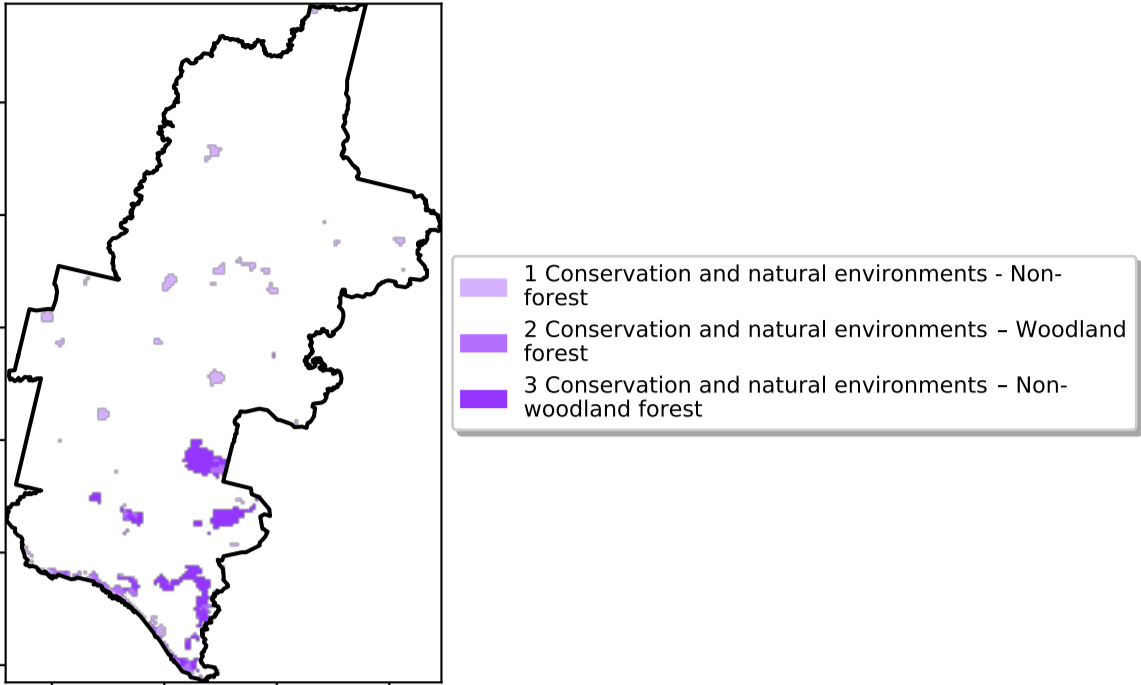 1 Conservation and natural environments - Non-
forest
2 Conservation and natural environments – Woodland
forest
3 Conservation and natural environments – Non-
woodland forest